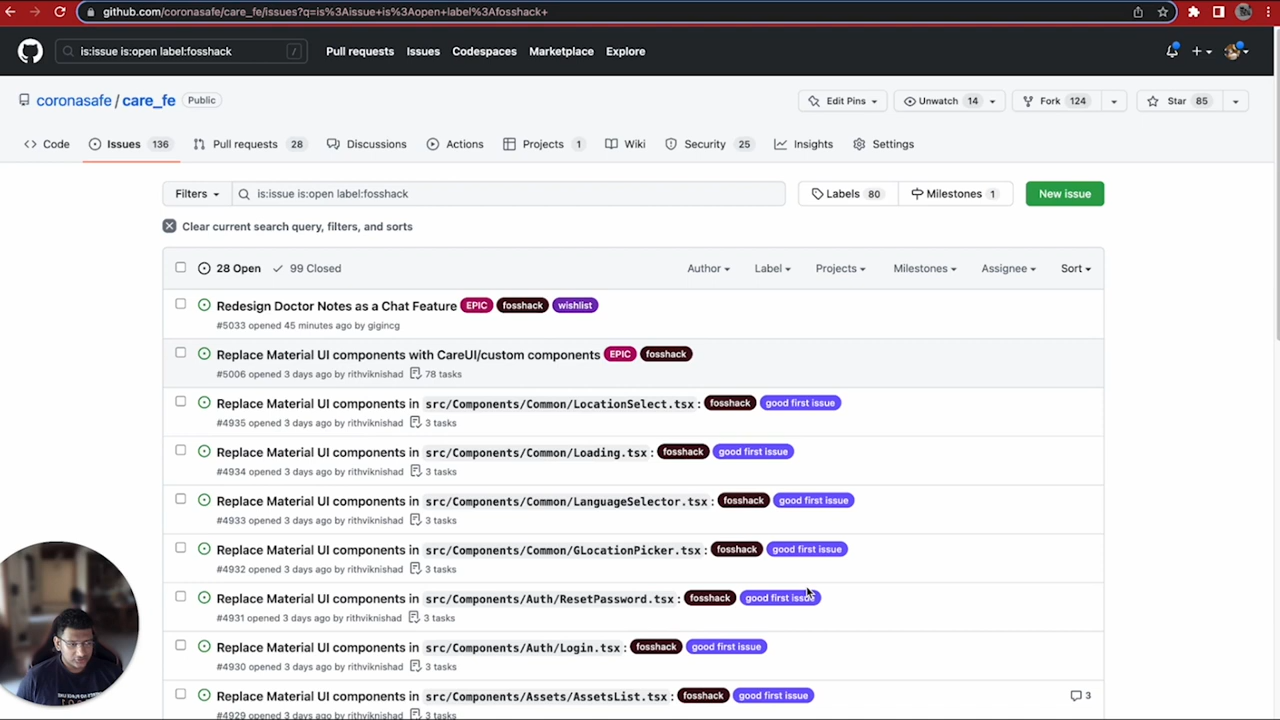 github.com/coronasafe/care_fe/issues?q=is%3Aissue+is%3Aopen+label%3Afosshack+
is:issue is:open label:fosshack / Pull requests Issues Codespaces Marketplace Explore
coronasafe / care_fe Public Edit Pins Unwatch 14 Fork 124 Star 85
Code Issues 136 Pull requests 28 Discussions Actions Projects 1 Wiki Security 25 Insights Settings
Filters is:issue is:open label:fosshack Labels 80 Milestones 1 New issue
Clear current search query, filters, and sorts
28 Open 99 Closed Author Label Projects Milestones Assignee Sort
Redesign Doctor Notes as a Chat Feature EPIC fosshack wishlist
#5033 opened 45 minutes ago by gigincg
Replace Material UI components with CareUI/custom components EPIC fosshack
#5006 opened 3 days ago by rithviknishad 78 tasks
Replace Material UI components in src/Components/Common/LocationSelect.tsx : fosshack good first issue
#4935 opened 3 days ago by rithviknishad 3 tasks
Replace Material UI components in src/Components/Common/Loading.tsx : fosshack good first issue
#4934 opened 3 days ago by rithviknishad 3 tasks
Replace Material UI components in src/Components/Common/LanguageSelector.tsx : fosshack good first issue
#4933 opened 3 days ago by rithviknishad 3 tasks
Replace Material UI components in src/Components/Common/GLocationPicker.tsx : fosshack good first issue
#4932 opened 3 days ago by rithviknishad 3 tasks
Replace Material UI components in src/Components/Auth/ResetPassword.tsx : fosshack good first issue
#4931 opened 3 days ago by rithviknishad 3 tasks
Replace Material UI components in src/Components/Auth/Login.tsx : fosshack good first issue
#4930 opened 3 days ago by rithviknishad 3 tasks
Replace Material UI components in src/Components/Assets/AssetsList.tsx : fosshack good first issue 3
#4929 opened 3 days ago by rithviknishad 3 tasks